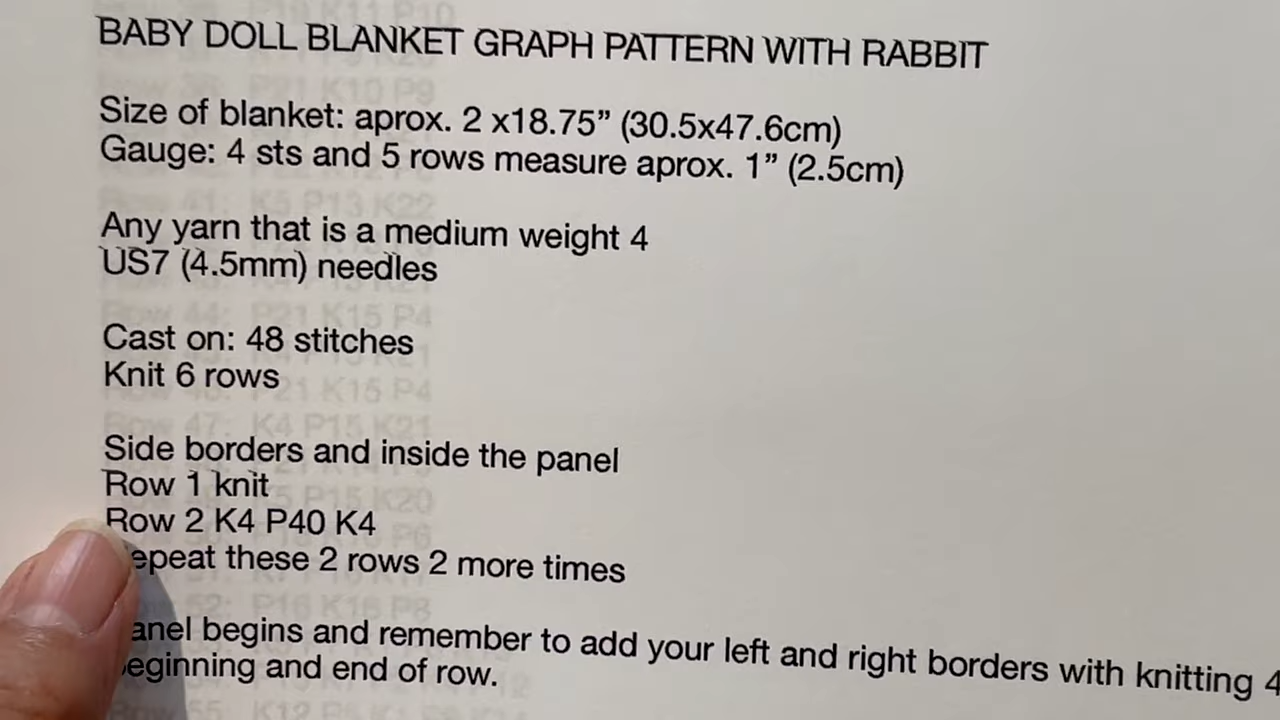 BABY DOLL BLANKET GRAPH PATTERN WITH RABBIT
Size of blanket: aprox. 2 x18.75” (30.5x47.6cm)
Gauge: 4 sts and 5 rows measure aprox. 1” (2.5cm)
Any yarn that is a medium weight 4
US7 (4.5mm) needles
Cast on: 48 stitches
Knit 6 rows
Side borders and inside the panel
Row 1 knit
Row 2 K4 P40 K4
epeat these 2 rows 2 more times
anel begins and remember to add your left and right borders with knitting 4
eginning and end of row.